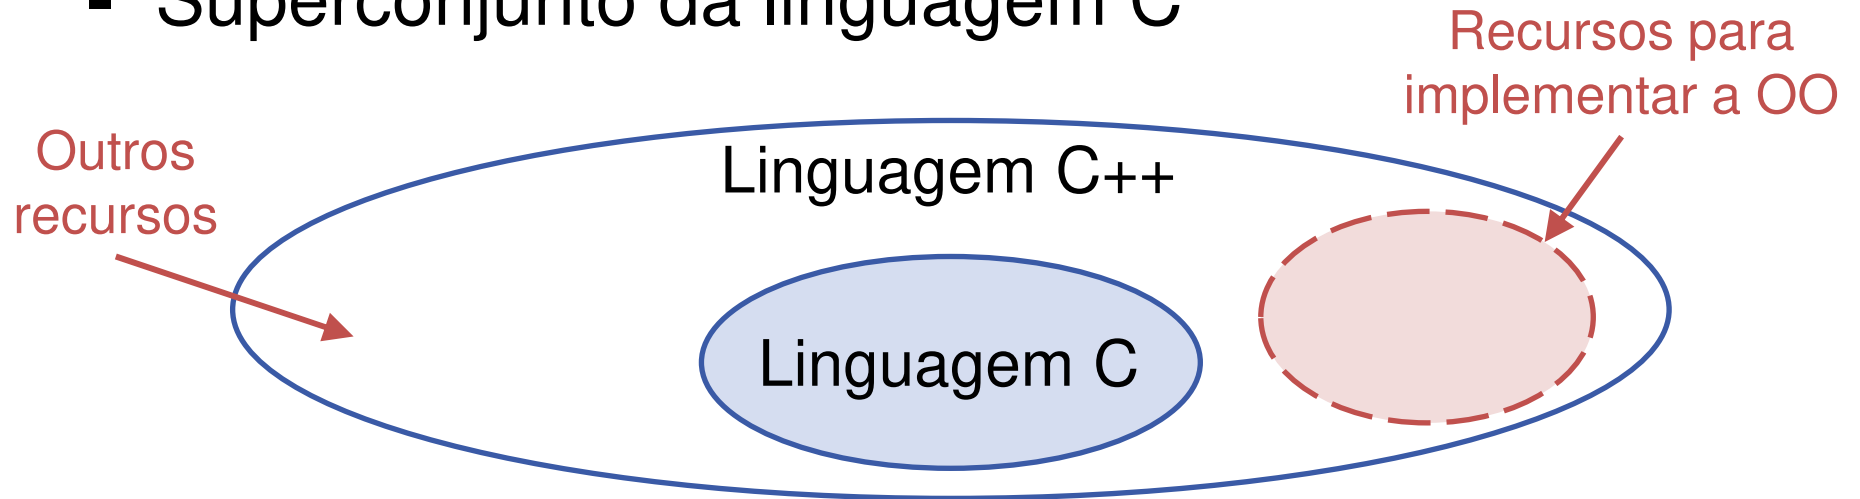 ▪ Superconjunto da linguagem C
Recursos para
implementar a OO
Outros
recursos
Linguagem C++
Linguagem C